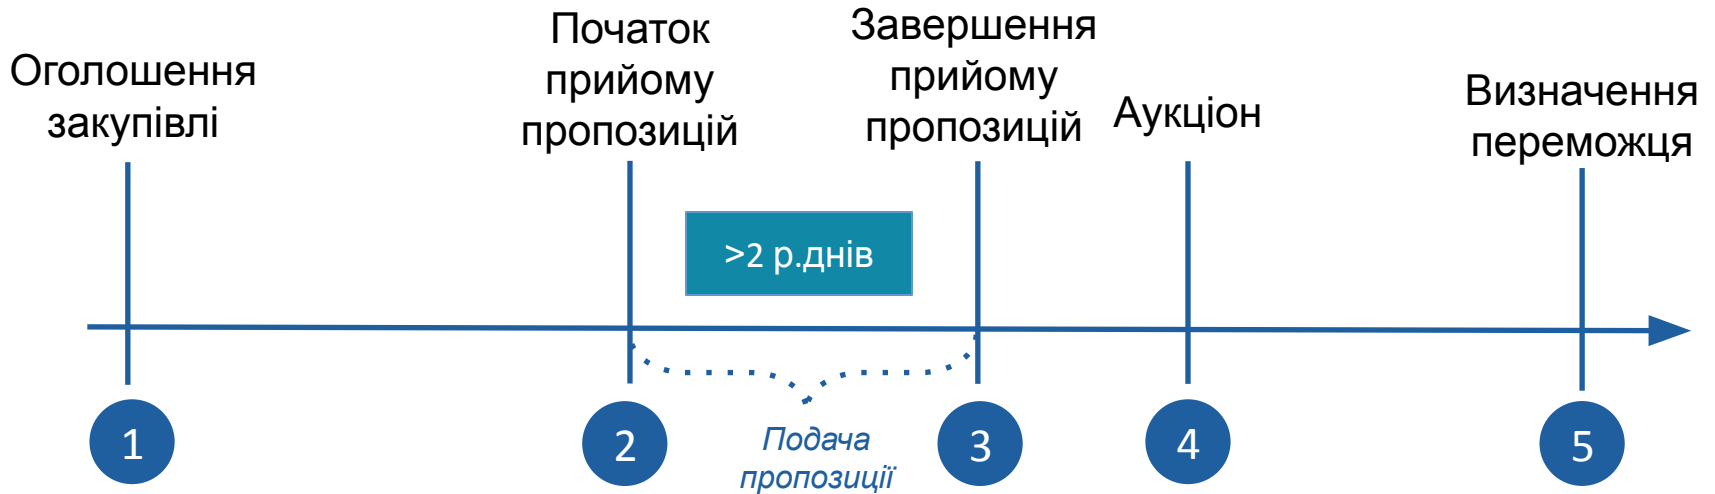 Оголошення
закупівлі
Початок
прийому
пропозицій
Завершення
прийому
пропозицій
Аукціон
Визначення
переможця
>2 р.днів
1
2
Подача
пропозиції
3
4
5